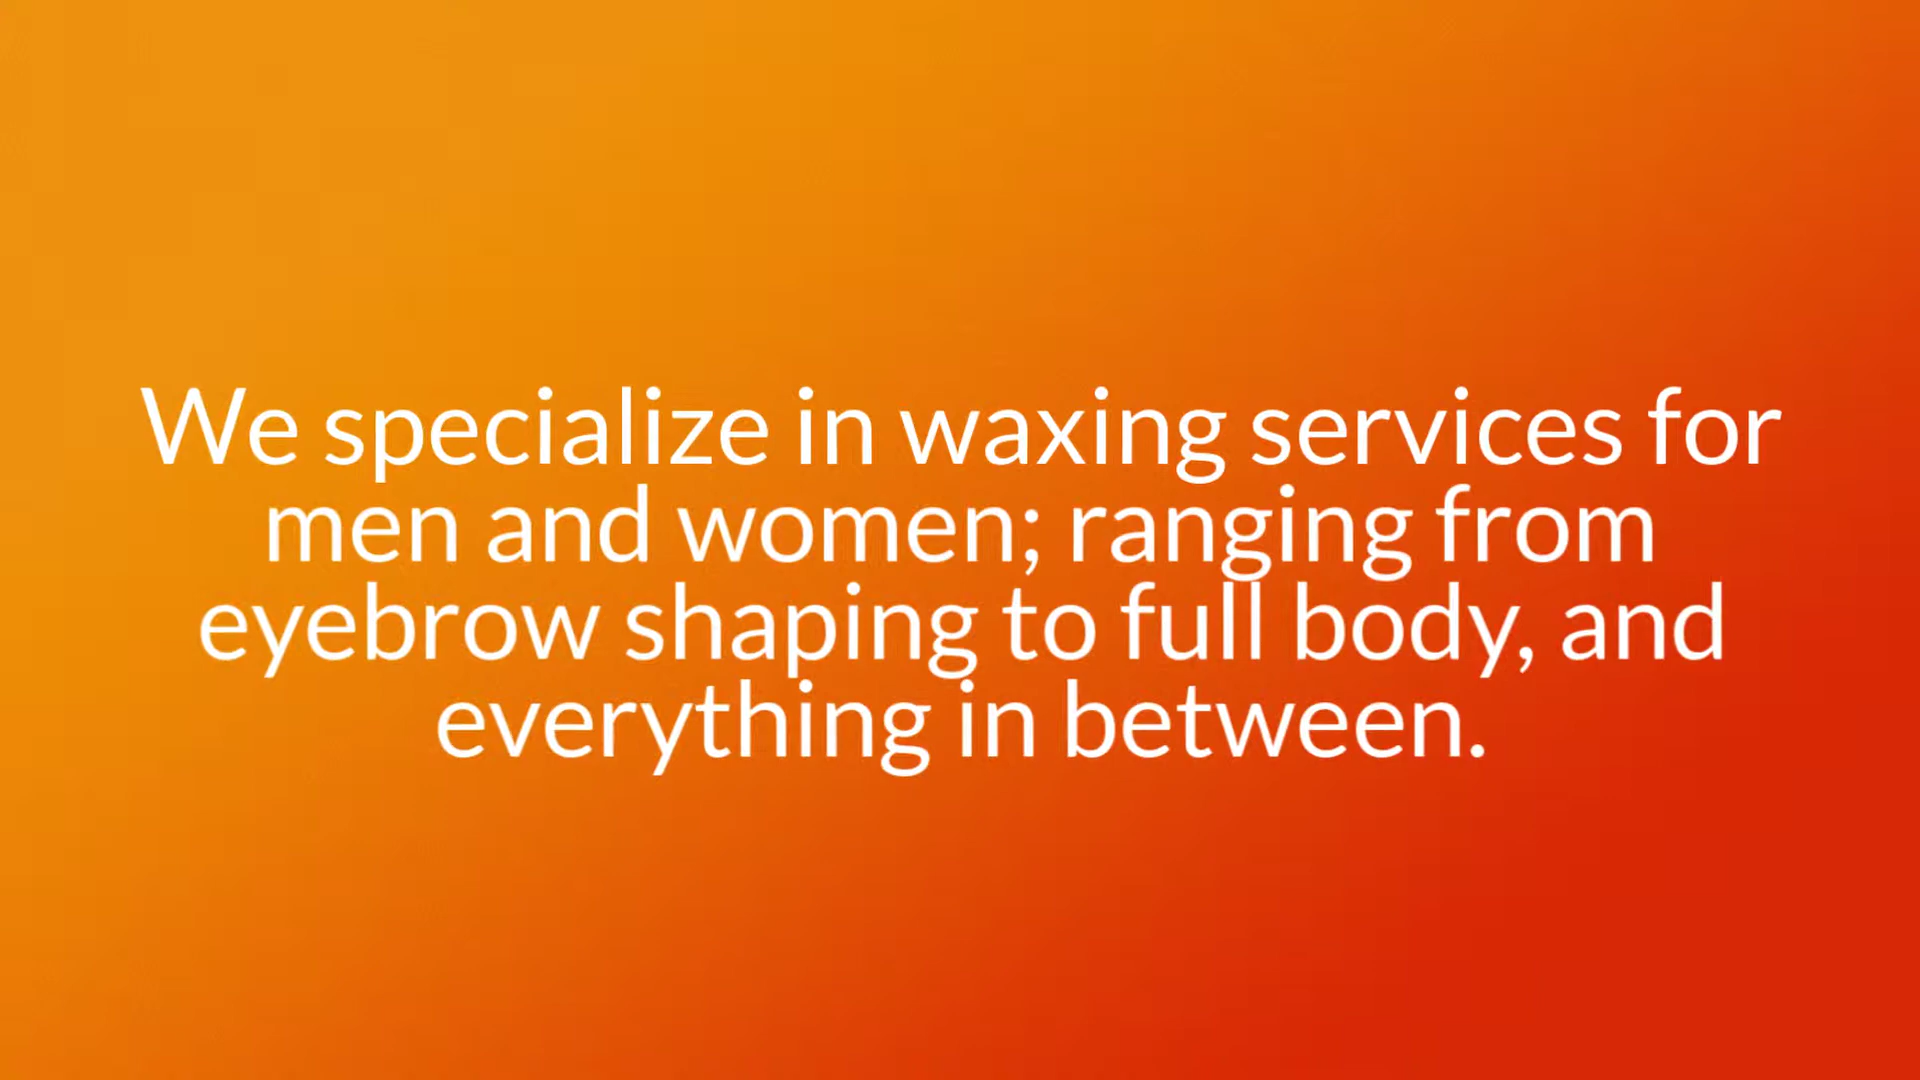 We specialize in waxing services for
men and women; ranging from
eyebrow shaping to full body, and
everything in between.